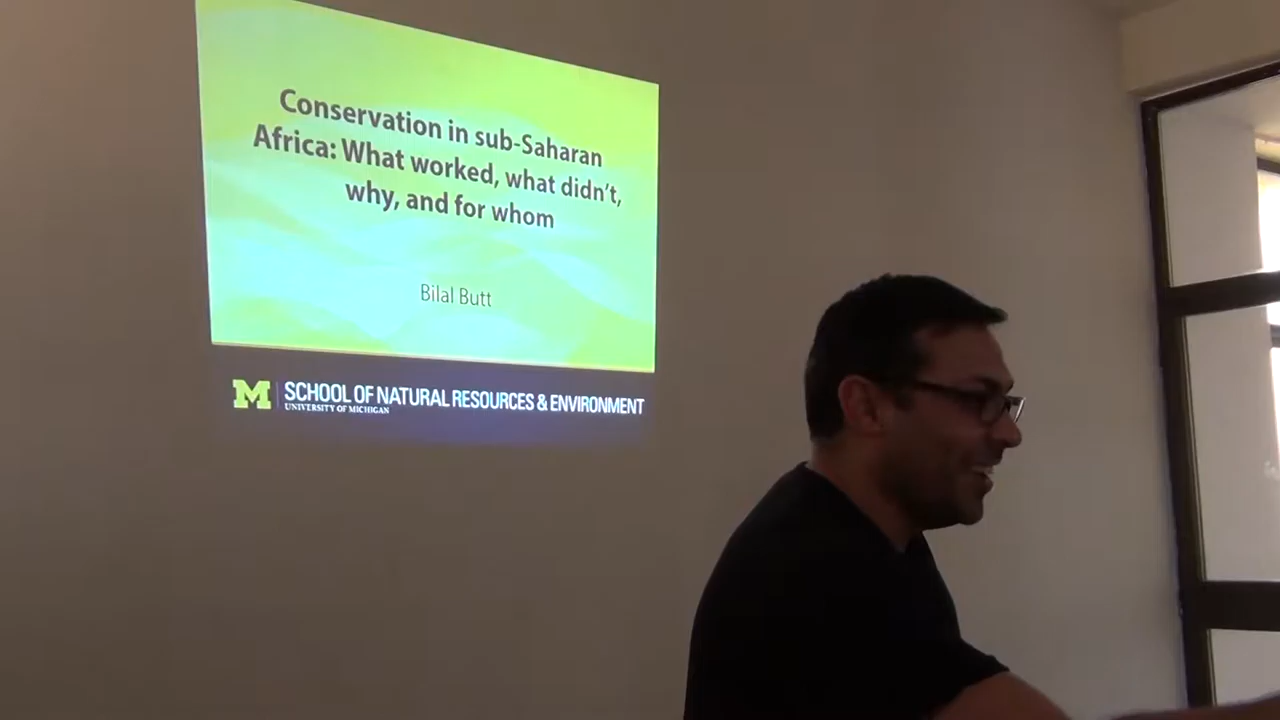 Conservation in sub-Saharan
Africa: What worked, what didn't,
why, and for whom
Bilal Butt
M
SCHOOL OF NATURAL RESOURCES & ENVIRONMENT
UNIVERSITY OF MICHIGAN